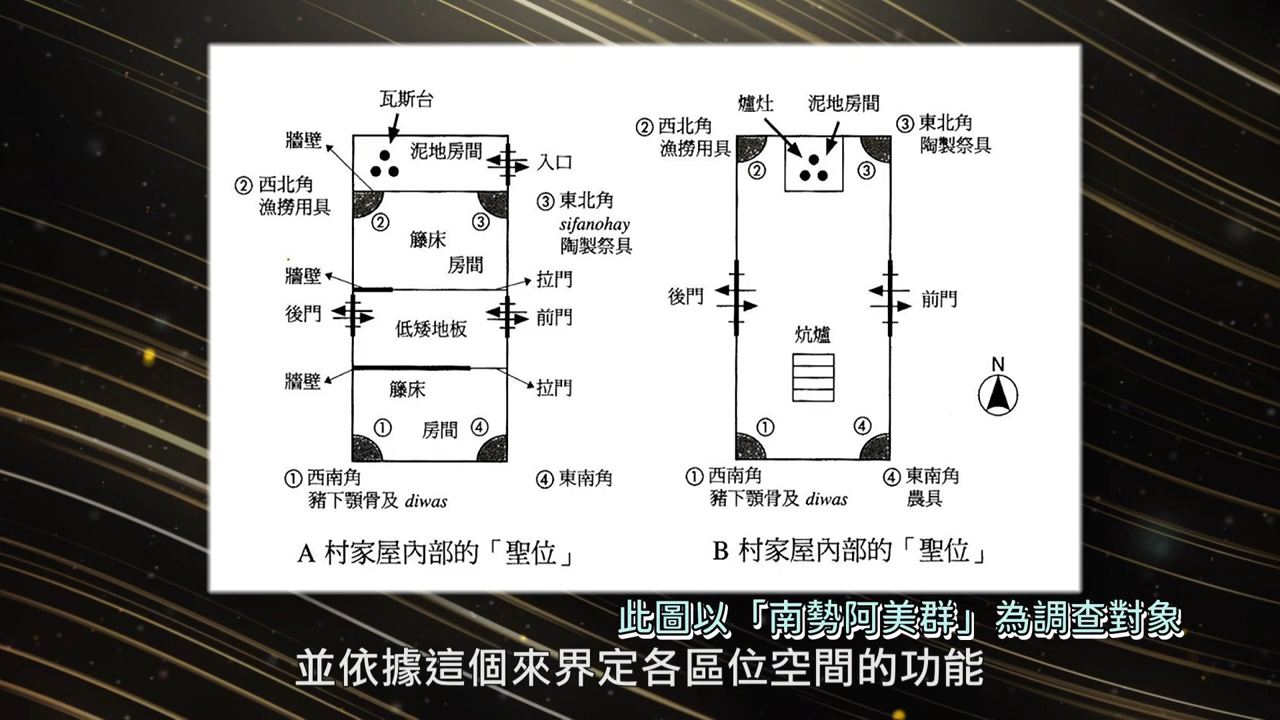 瓦斯台
牆壁
泥地房間
入口
② 西北角
漁撈用具
③ 東北角
sifanohay
陶製祭具
②
③
籐床
房間
牆壁
拉門
後門
前門
低矮地板
牆壁
拉門
籐床
①
房間
④
① 西南角
豬下顎骨及 diwas
④ 東南角
A 村家屋內部的「聖位」
爐灶
泥地房間
② 西北角
漁撈用具
③ 東北角
陶製祭具
②
③
後門
前門
炕爐
N
①
④
① 西南角
豬下顎骨及 diwas
④ 東南角
農具
B 村家屋內部的「聖位」
此圖以「南勢阿美群」為調查對象
並依據這個來界定各區位空間的功能